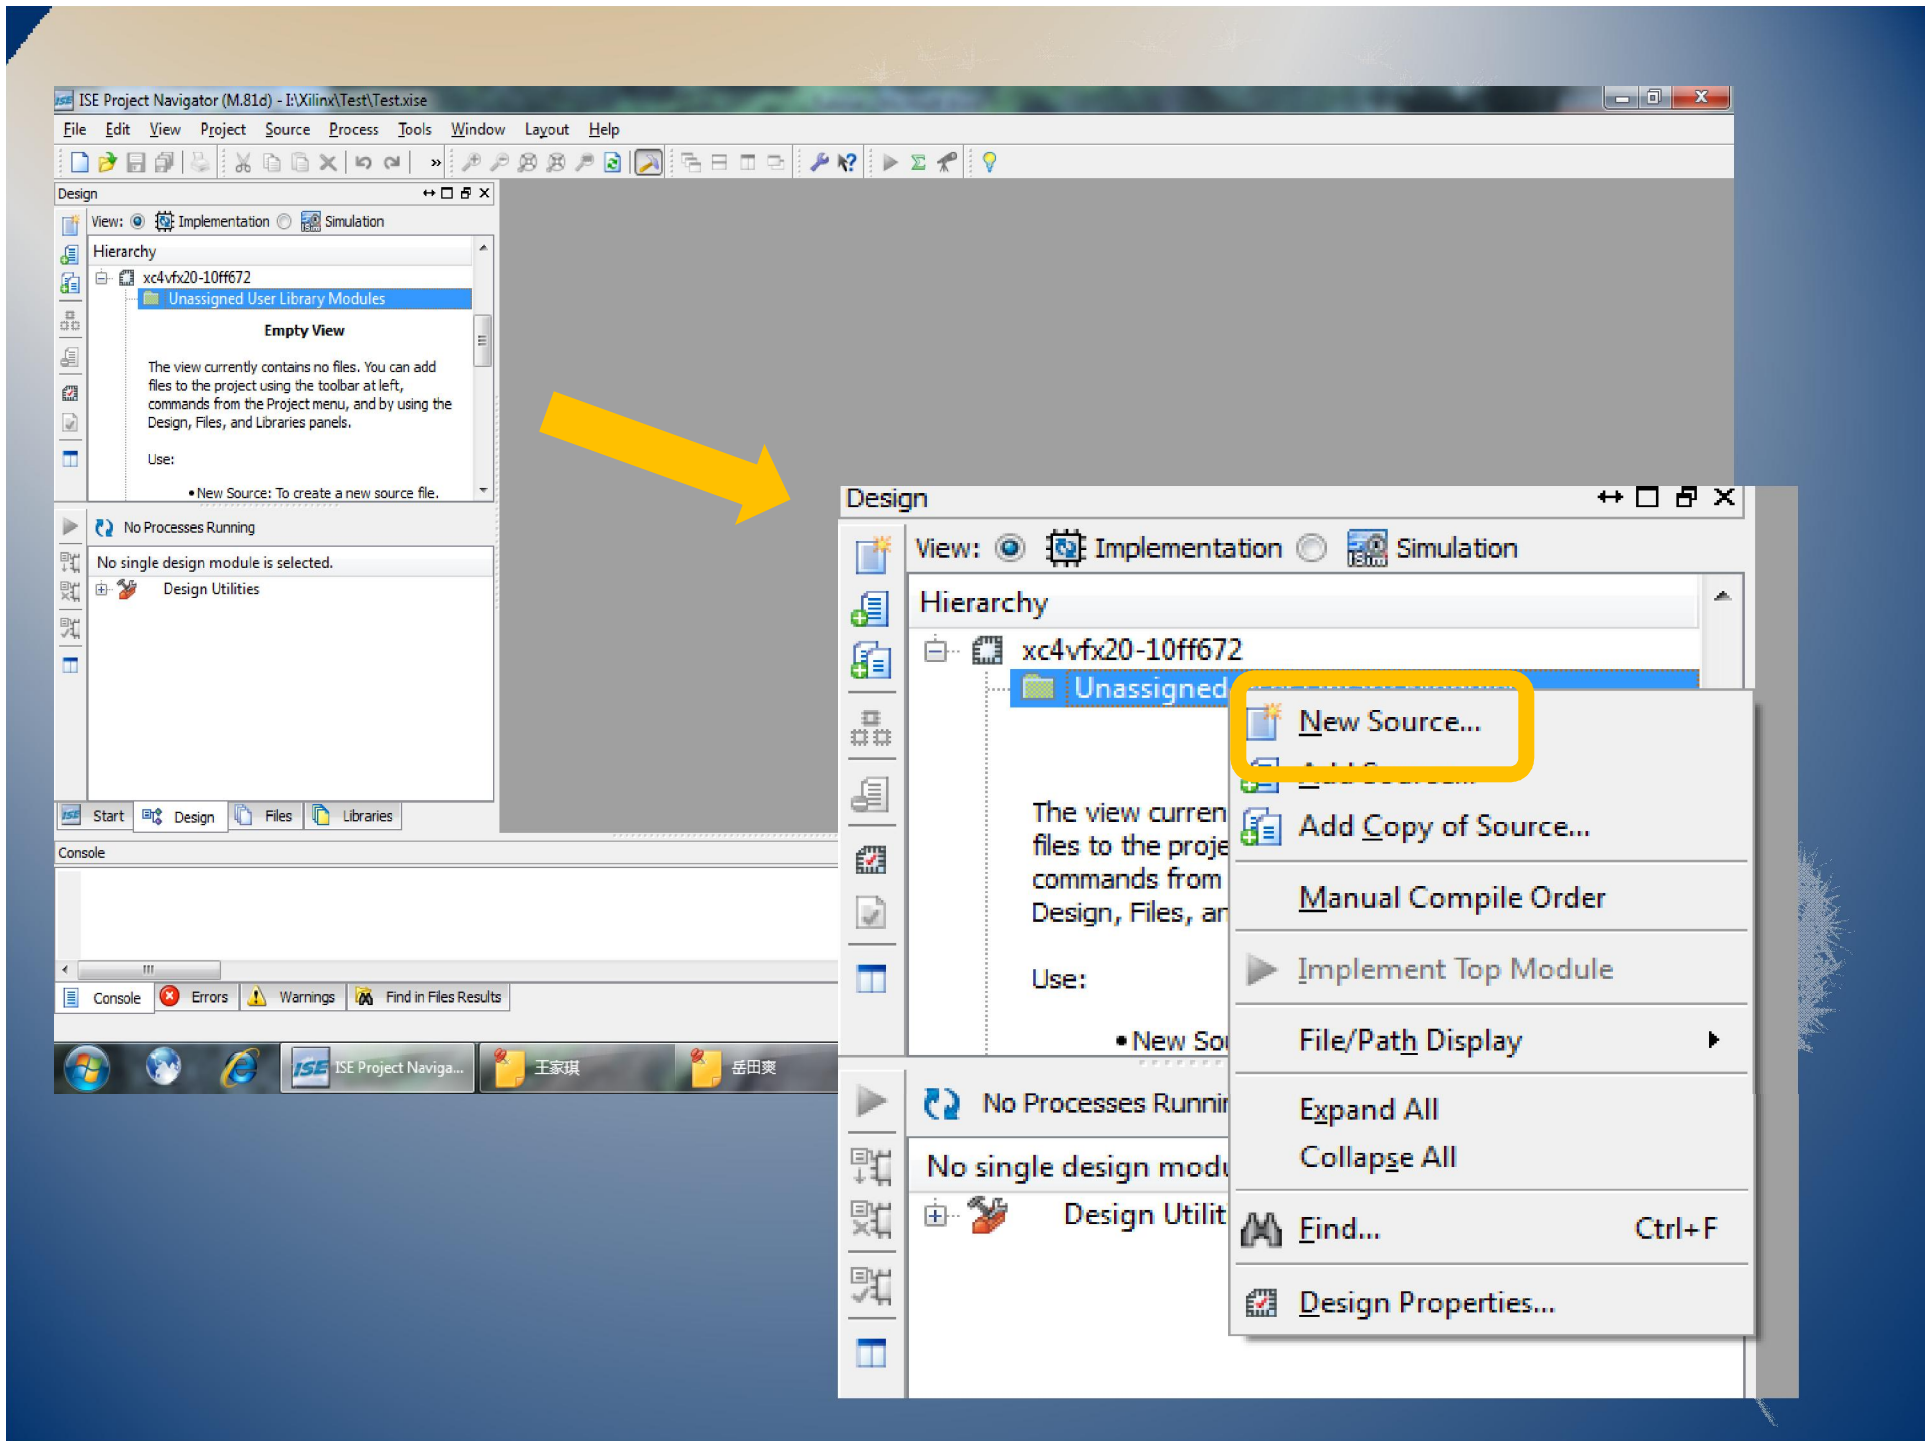 ISE Project Navigator (M.81d) - I:\Xilinx\Test\Test.xise
File Edit View Project Source Process Tools Window Layout Help
Design
View: Implementation Simulation
Hierarchy
xc4vfx20-10ff672
Unassigned User Library Modules
Empty View
The view currently contains no files. You can add
files to the project using the toolbar at left,
commands from the Project menu, and by using the
Design, Files, and Libraries panels.
Use:
•New Source: To create a new source file.
No Processes Running
No single design module is selected.
Design Utilities
Start Design Files Libraries
Console
Console Errors Warnings Find in Files Results
ISE Project Naviga... 王家琪 岳田爽
Design
View: Implementation Simulation
Hierarchy
xc4vfx20-10ff672
Unassigned
The view curren
files to the proje
commands from
Design, Files, an
Use:
•New Sou
No Processes Runnin
No single design modu
Design Utilit
New Source...
Add Source...
Add Copy of Source...
Manual Compile Order
Implement Top Module
File/Path Display
Expand All
Collapse All
Find... Ctrl+F
Design Properties...